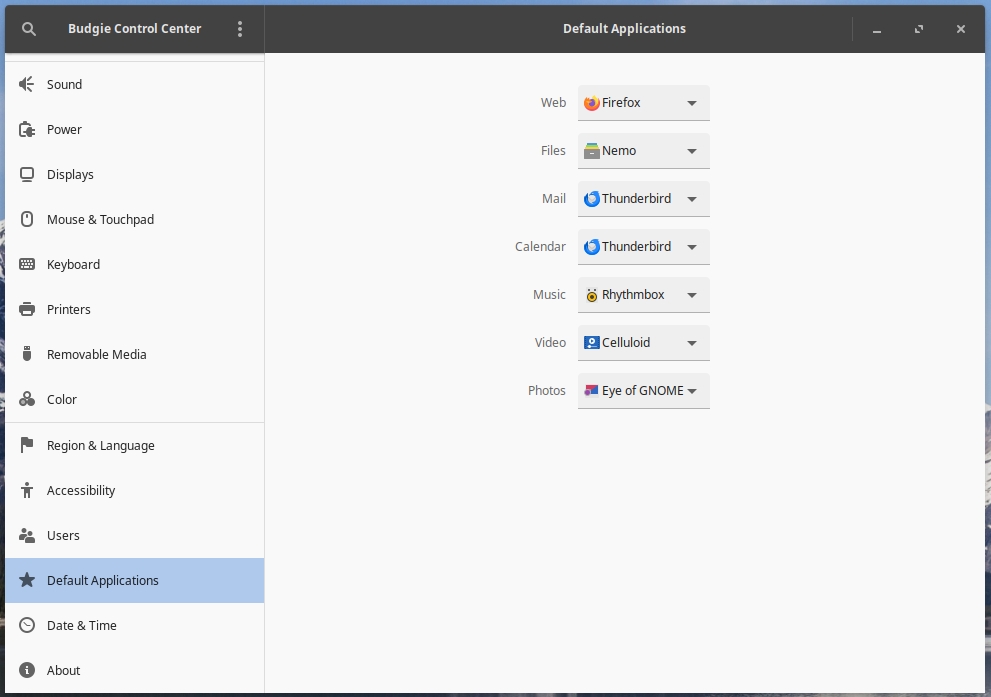 Budgie Control Center
Default Applications
Sound
Power
Displays
Mouse & Touchpad
Keyboard
Printers
Removable Media
Color
Region & Language
Accessibility
Users
Default Applications
Date & Time
About
Web Firefox
Files Nemo
Mail Thunderbird
Calendar Thunderbird
Music Rhythmbox
Video Celluloid
Photos Eye of GNOME